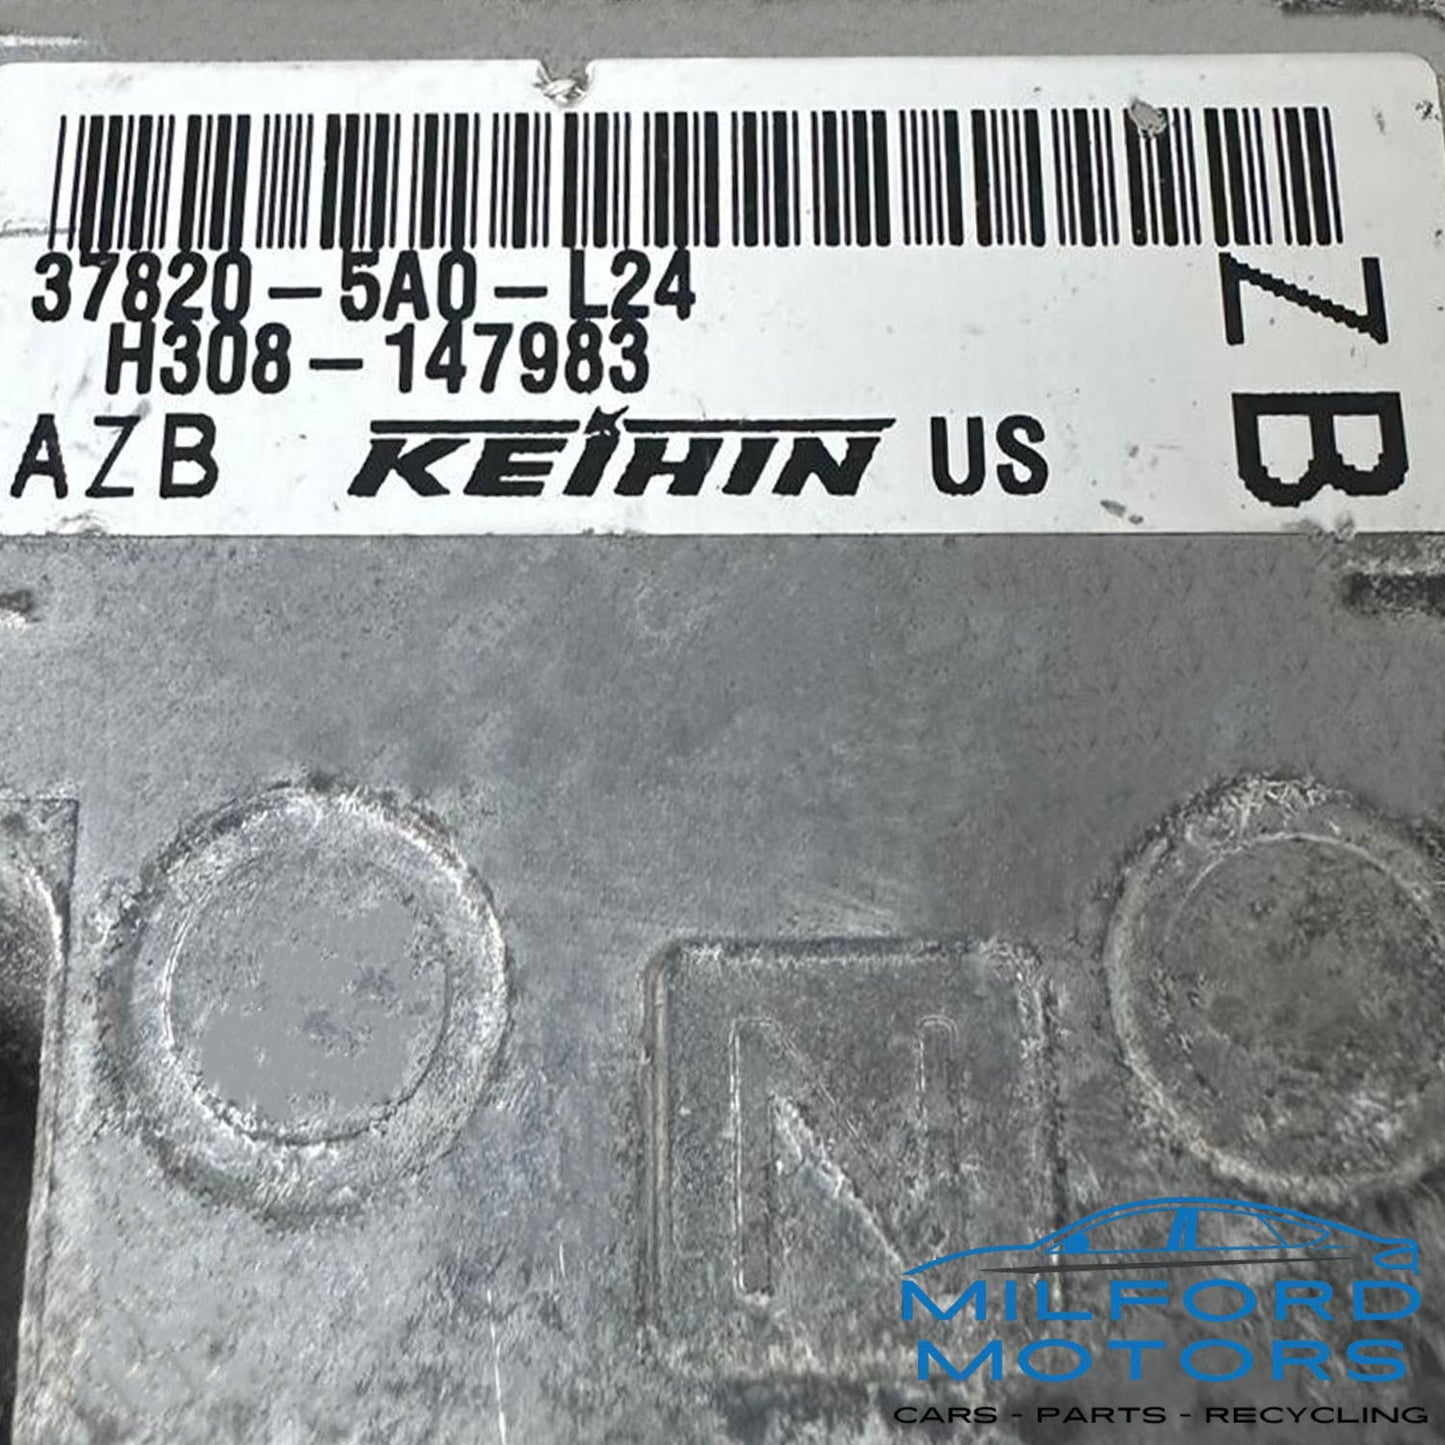 37820-5A0-L24
H308-147983
AZB KEIHIN US
ZB
N
MILFORD
MOTORS
CARS - PARTS - RECYCLING